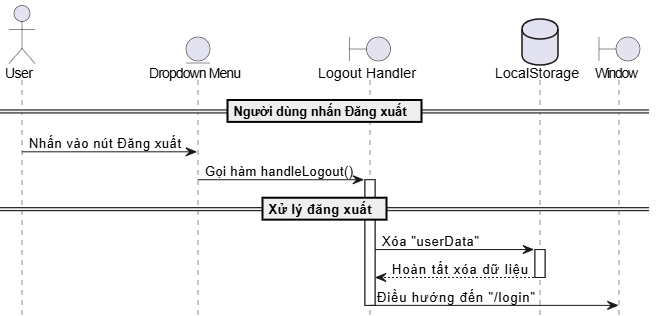 User
Dropdown Menu
Logout Handler
LocalStorage
Window
Người dùng nhấn Đăng xuất
Nhấn vào nút Đăng xuất
Gọi hàm handleLogout()
Xử lý đăng xuất
Xóa "userData"
Hoàn tất xóa dữ liệu
Điều hướng đến "/login"